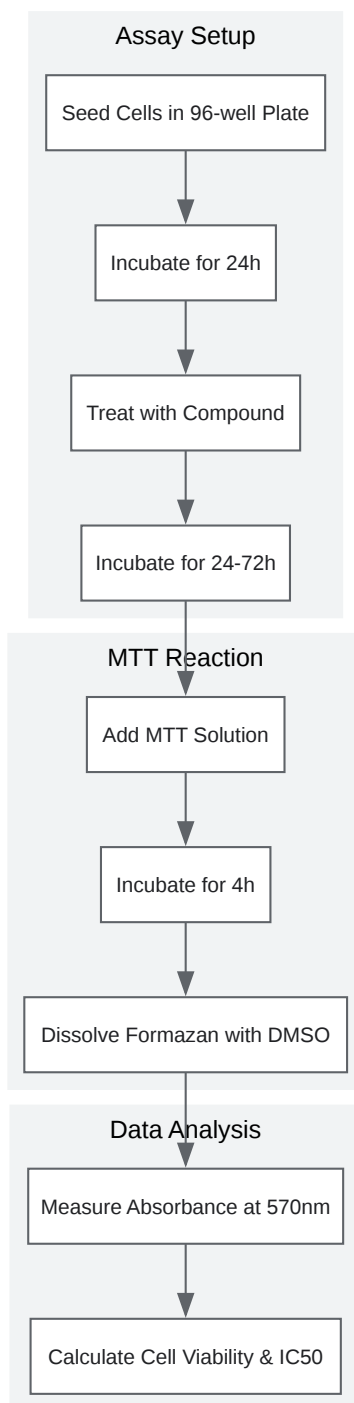 Assay Setup
Seed Cells in 96-well Plate
Incubate for 24h
Treat with Compound
Incubate for 24-72h
MTT Reaction
Add MTT Solution
Incubate for 4h
Dissolve Formazan with DMSO
Data Analysis
Measure Absorbance at 570nm
Calculate Cell Viability & IC50